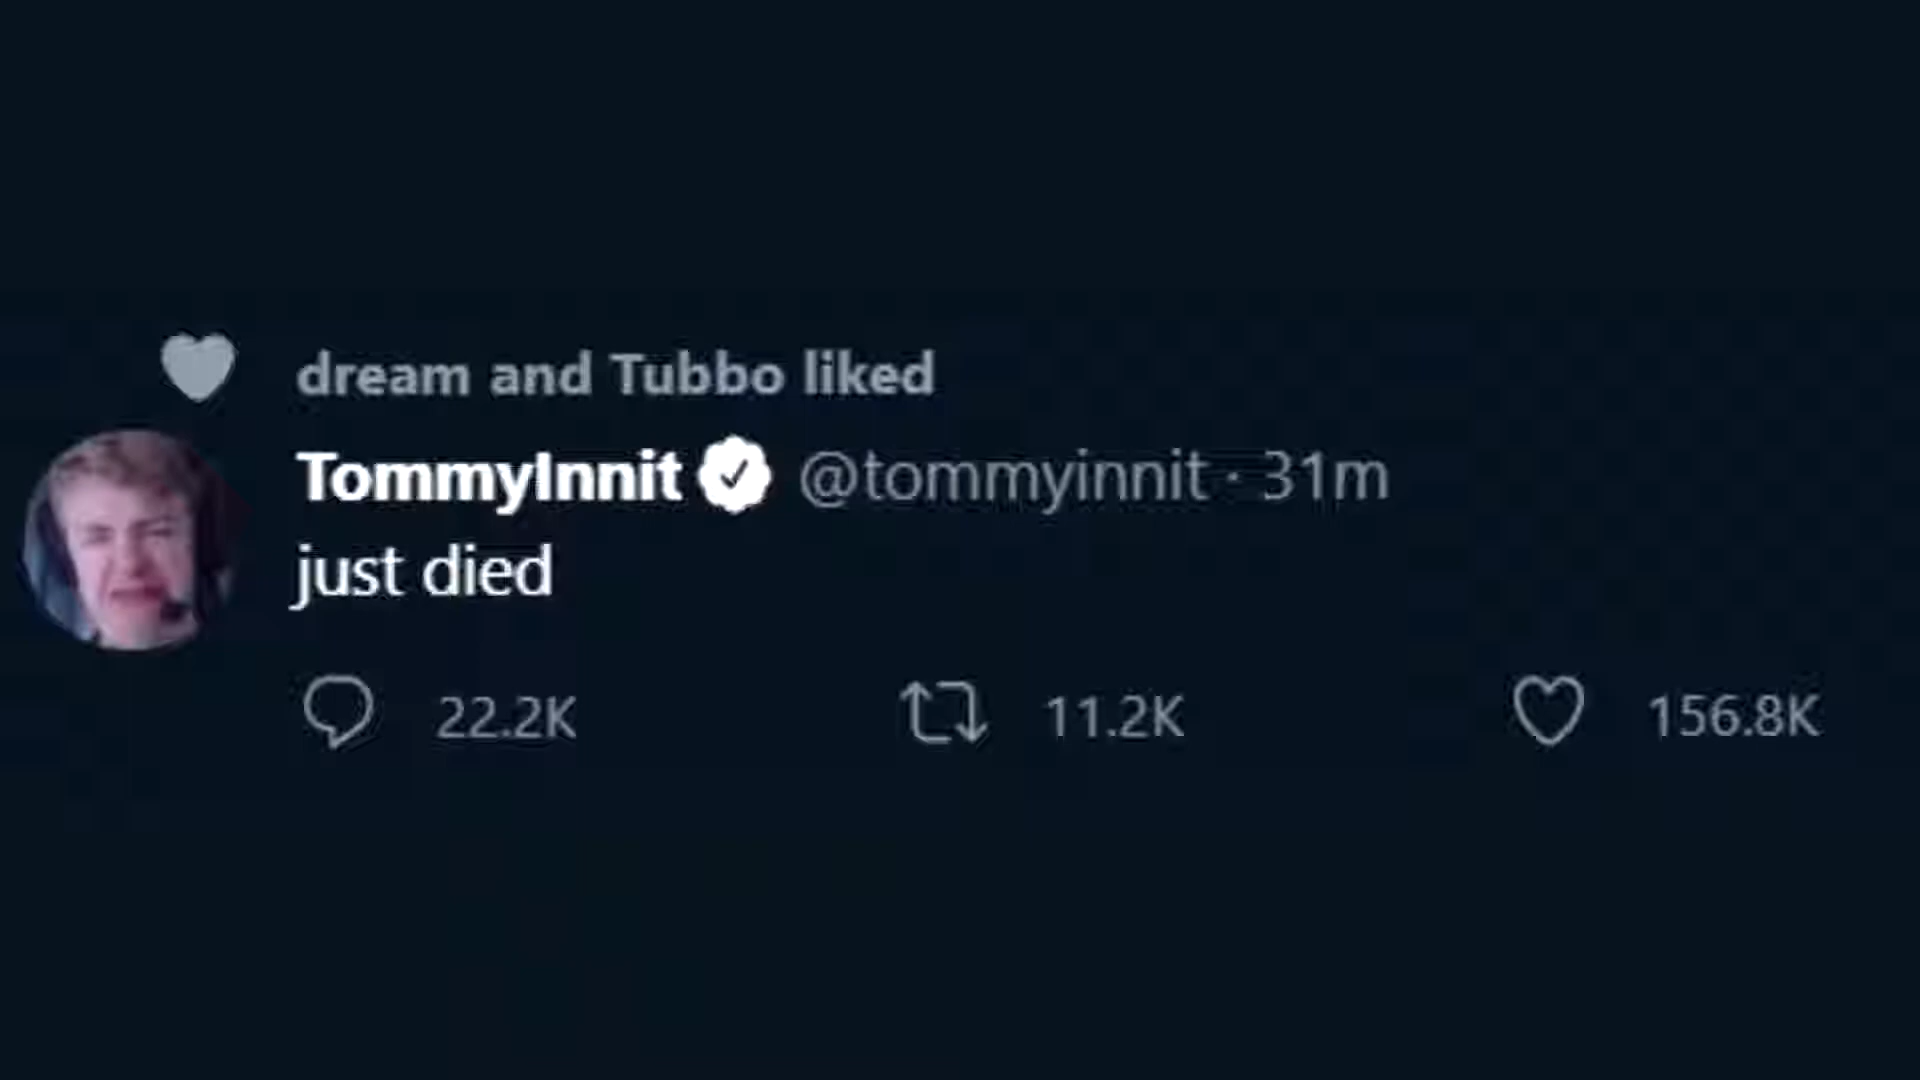 dream and Tubbo liked
TommyInnit @tommyinnit · 31m
just died
22.2K 11.2K 156.8K